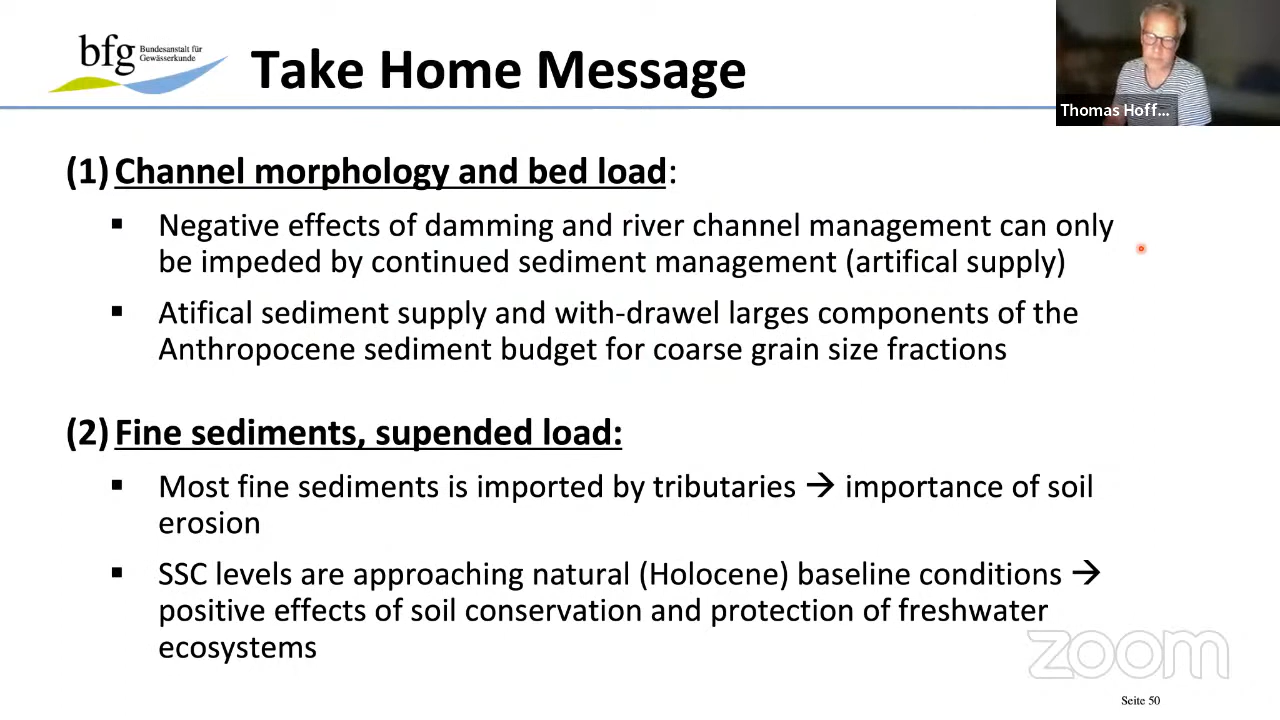 bfg Bundesanstalt für
Gewässerkunde
Take Home Message
Thomas Hoff...
(1) Channel morphology and bed load:
▪ Negative effects of damming and river channel management can only
be impeded by continued sediment management (artifical supply)
▪ Atifical sediment supply and with-drawel larges components of the
Anthropocene sediment budget for coarse grain size fractions
(2) Fine sediments, supended load:
▪ Most fine sediments is imported by tributaries → importance of soil
erosion
▪ SSC levels are approaching natural (Holocene) baseline conditions →
positive effects of soil conservation and protection of freshwater
ecosystems
zoom
Seite 50